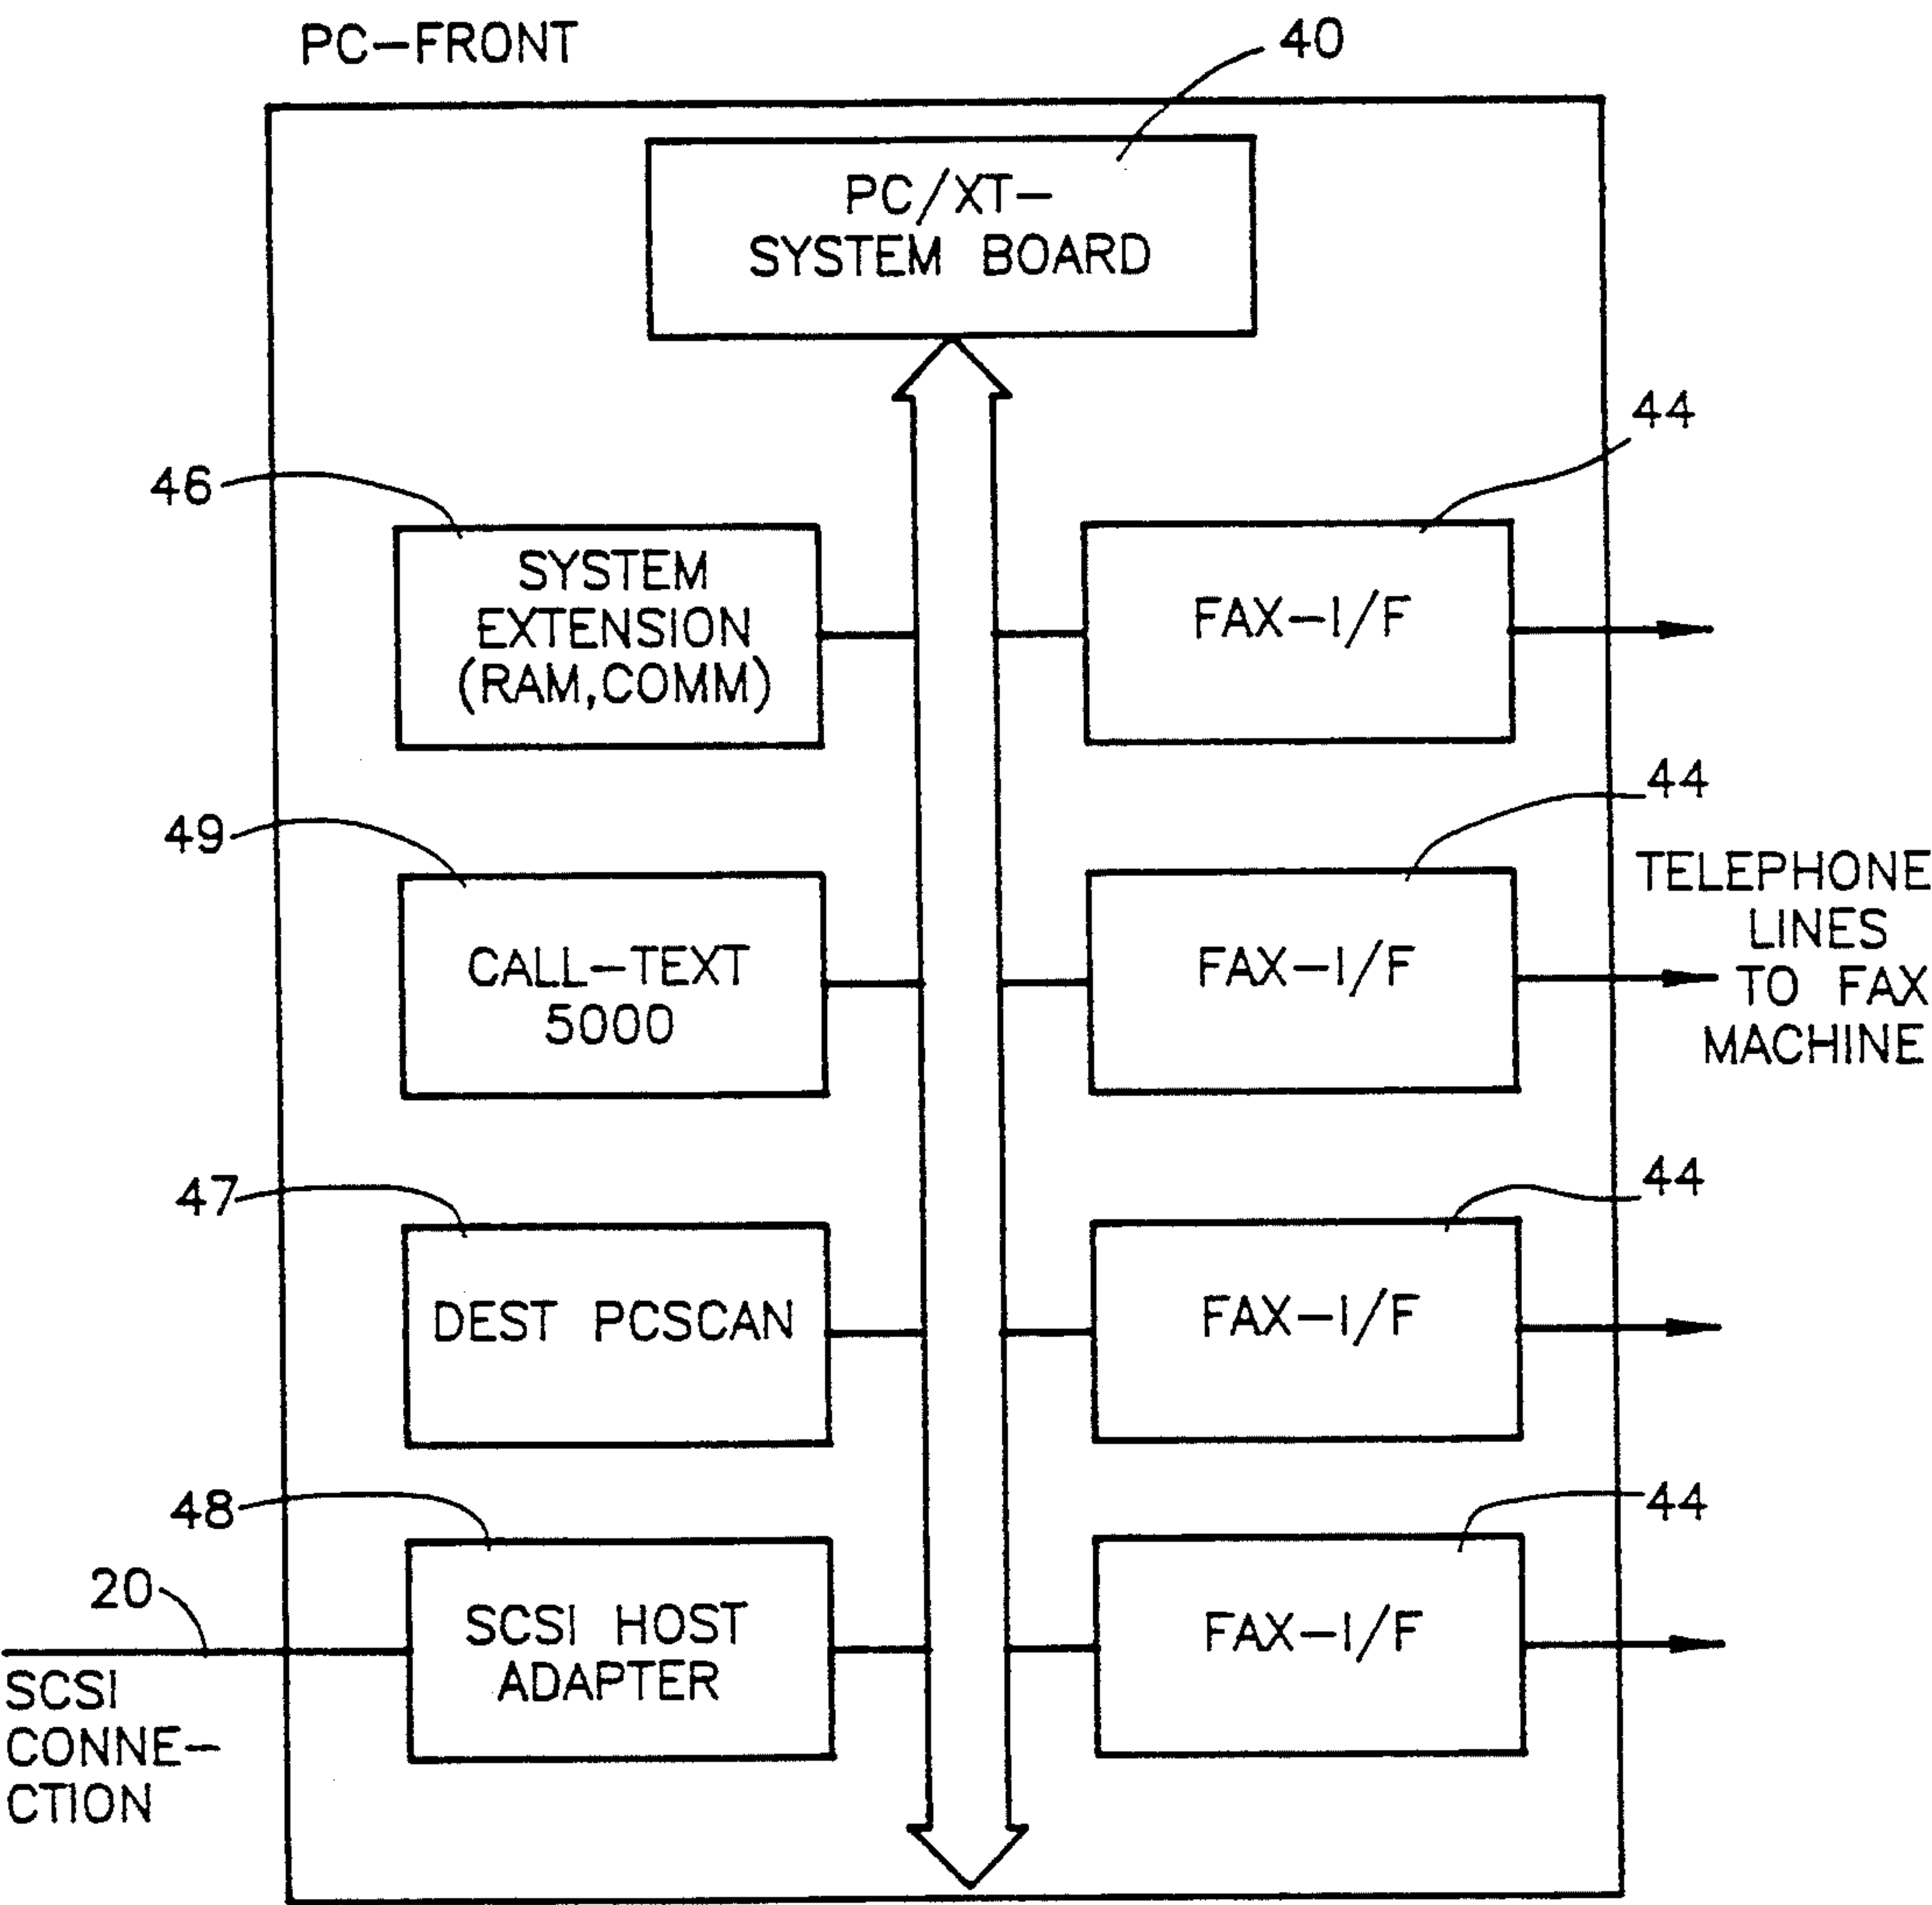 PC-FRONT
40
PC/XT-
SYSTEM BOARD
44
46
SYSTEM
EXTENSION
(RAM,COMM)
FAX-I/F
44
49
CALL-TEXT
5000
FAX-I/F
TELEPHONE
LINES
TO FAX
MACHINE
44
47
DEST PCSCAN
FAX-I/F
44
48
20
SCSI HOST
ADAPTER
FAX-I/F
SCSI
CONNE-
CTION